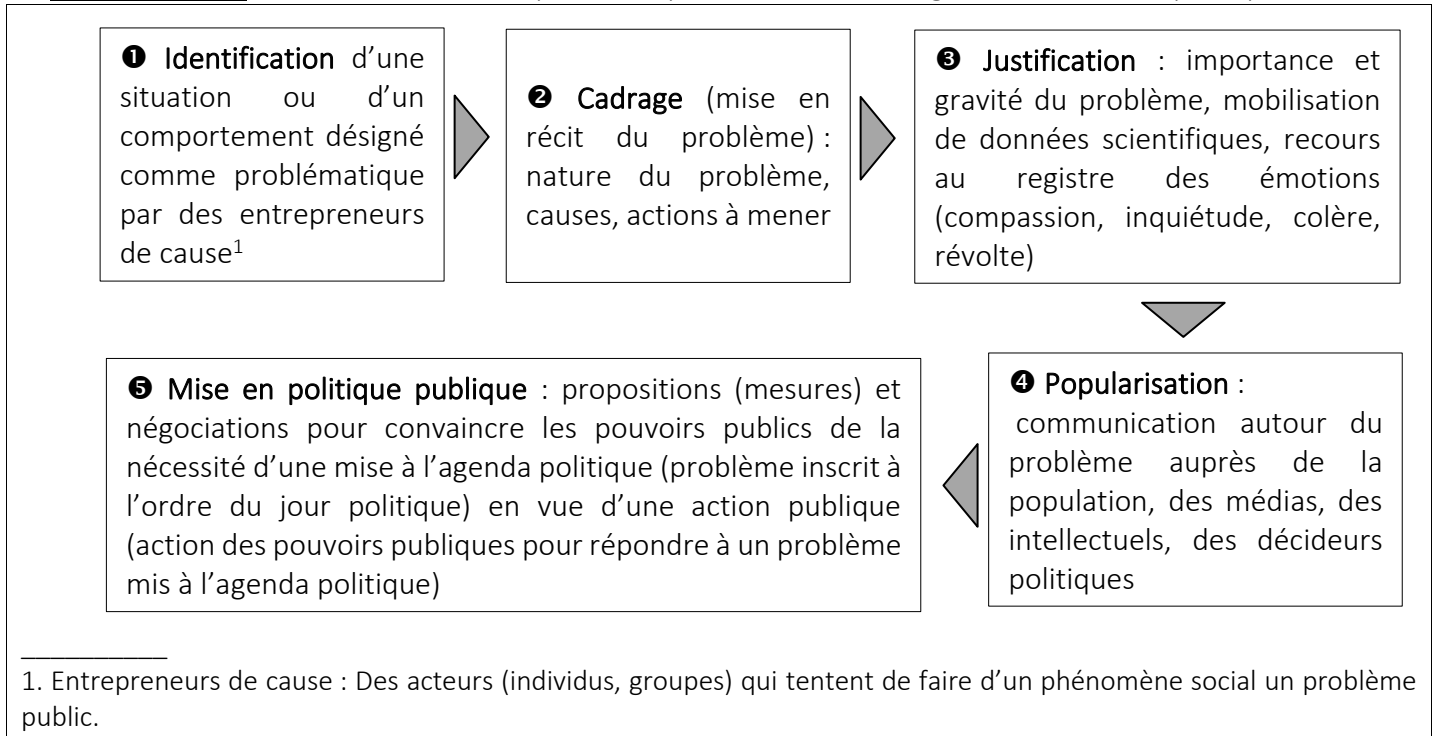 ❶ Identification d’une
situation ou d’un
comportement désigné
comme problématique
par des entrepreneurs
de cause1
❷ Cadrage (mise en
récit du problème) :
nature du problème,
causes, actions à mener
❸ Justification : importance et
gravité du problème, mobilisation
de données scientifiques, recours
au registre des émotions
(compassion, inquiétude, colère,
révolte)
❹ Popularisation :
communication autour du
problème auprès de la
population, des médias, des
intellectuels, des décideurs
politiques
❺ Mise en politique publique : propositions (mesures) et
négociations pour convaincre les pouvoirs publics de la
nécessité d’une mise à l’agenda politique (problème inscrit à
l’ordre du jour politique) en vue d’une action publique
(action des pouvoirs publiques pour répondre à un problème
mis à l’agenda politique)
1. Entrepreneurs de cause : Des acteurs (individus, groupes) qui tentent de faire d’un phénomène social un problème
public.